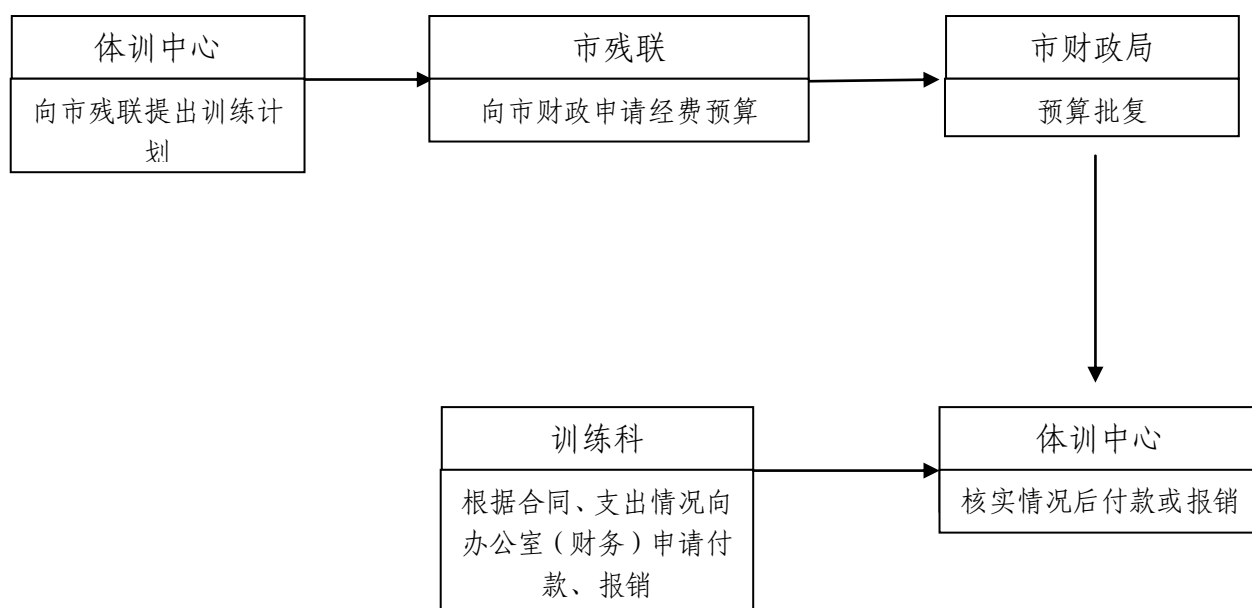 体训中心
向市残联提出训练计
划
市残联
向市财政申请经费预算
市财政局
预算批复
训练科
根据合同、支出情况向
办公室（财务）申请付
款、报销
体训中心
核实情况后付款或报销